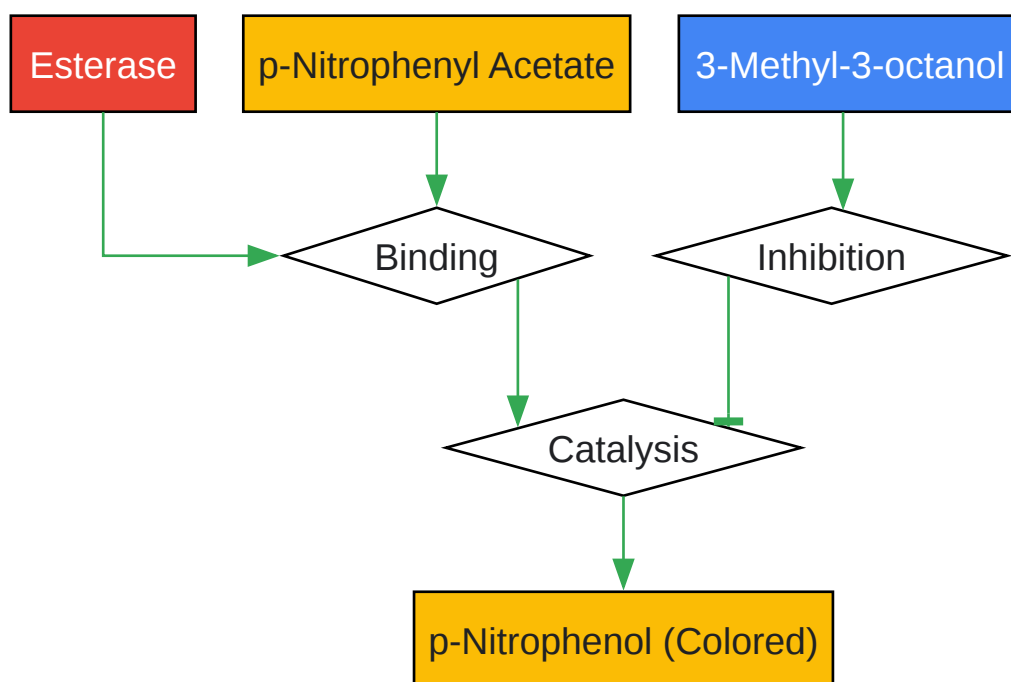 Esterase
p-Nitrophenyl Acetate
3-Methyl-3-octanol
Binding
Inhibition
Catalysis
p-Nitrophenol (Colored)